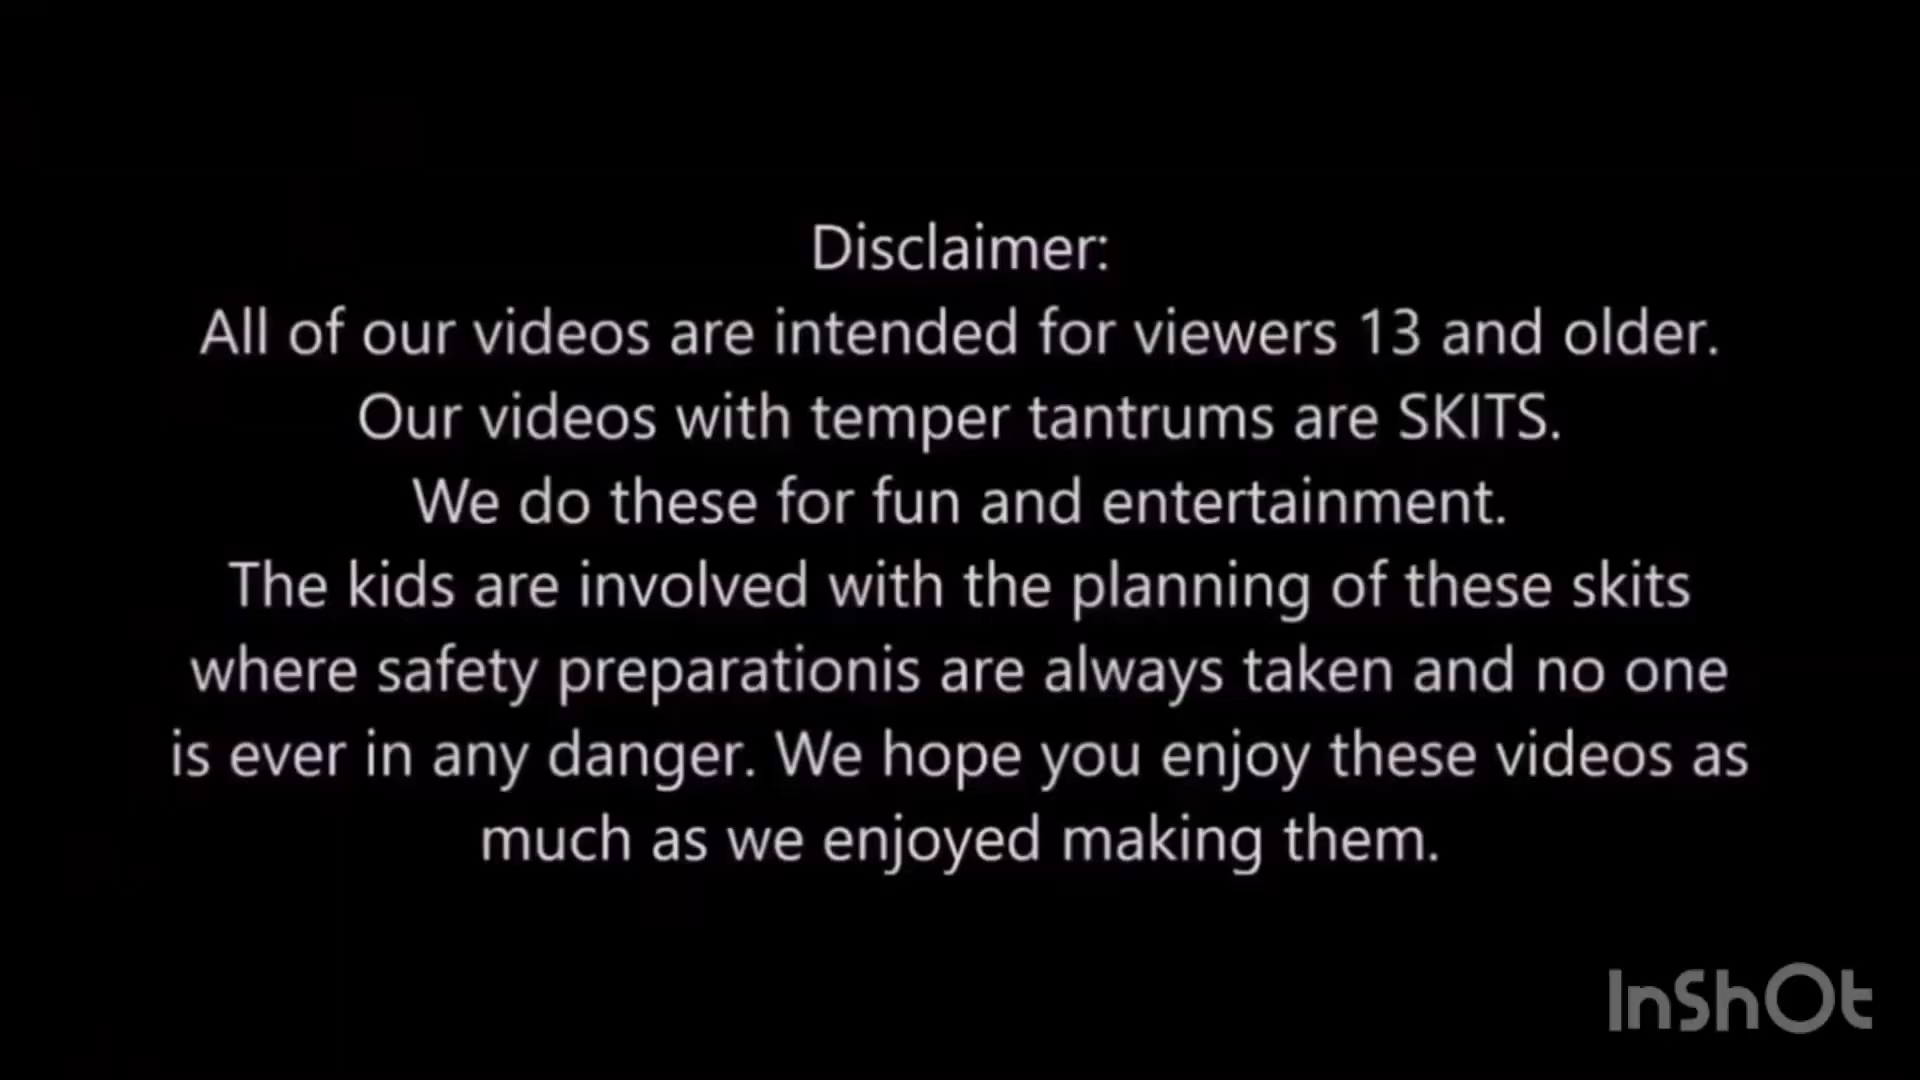 Disclaimer:
All of our videos are intended for viewers 13 and older.
Our videos with temper tantrums are SKITS.
We do these for fun and entertainment.
The kids are involved with the planning of these skits
where safety preparationis are always taken and no one
is ever in any danger. We hope you enjoy these videos as
much as we enjoyed making them.
InShOt